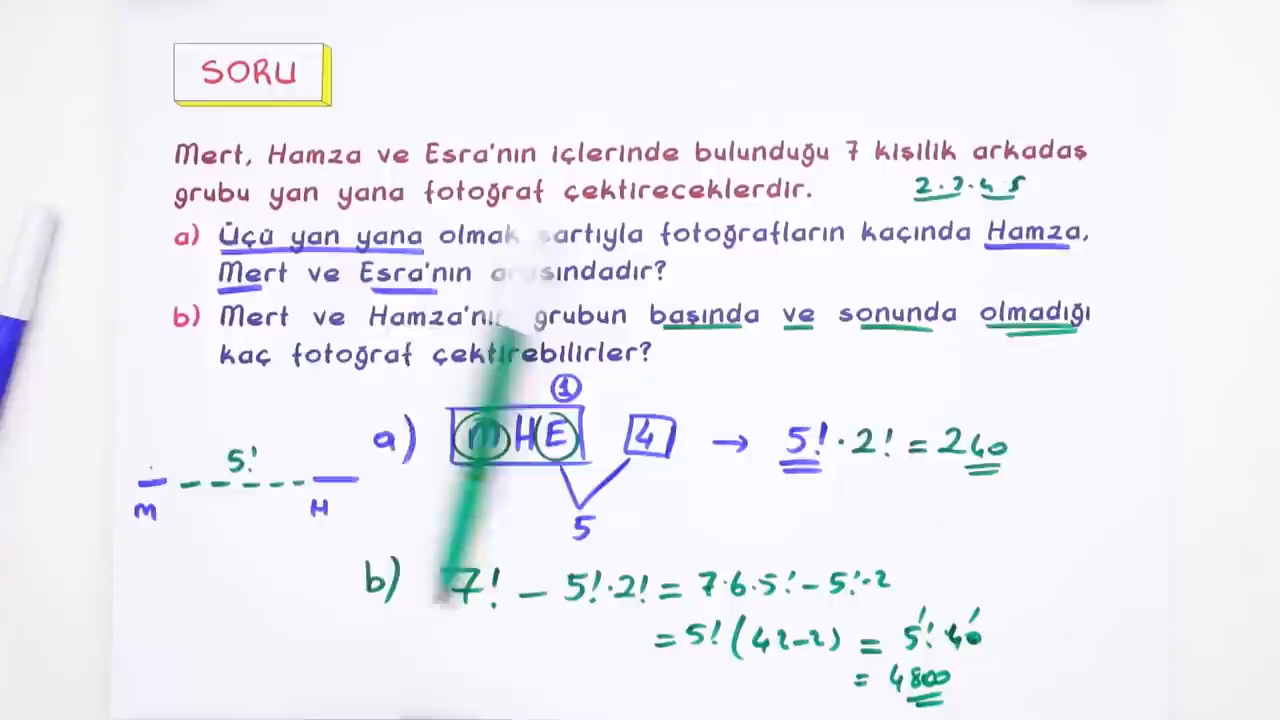 SORU
Mert, Hamza ve Esra'nın içlerinde bulunduğu 7 kişilik arkadaş
grubu yan yana fotoğraf çektireceklerdir.
2.3.4.5
a) Üçü yan yana olmak şartıyla fotoğrafların kaçında Hamza,
Mert ve Esra'nın arasındadır?
b) Mert ve Hamza'nın grubun başında ve sonunda olmadığı
kaç fotoğraf çektirebilirler?
1
a) mHE 4 → 5!·2! = 240
5
5!
M H
b) 7! - 5!·2! = 7·6·5! - 5!·2
= 5! (42-2) = 5!·40
= 4800